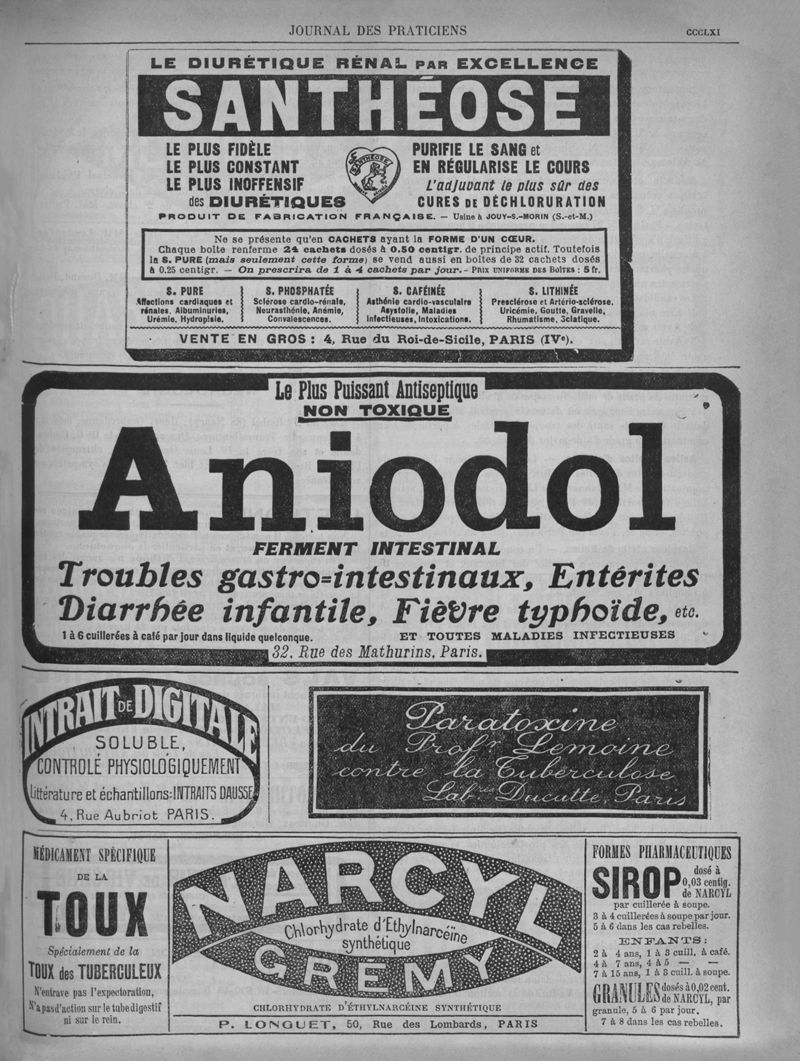 JOURNAL DES PRATICIENS
CCCLXI
LE DIURÉTIQUE RÉNAL PAR EXCELLENCE
SANTHÉOSE
LE PLUS FIDÈLE
LE PLUS CONSTANT
LE PLUS INOFFENSIF
des DIURÉTIQUES
SANTHÉOSE
PURIFIE LE SANG et
EN RÉGULARISE LE COURS
L'adjuvant le plus sûr des
CURES DE DÉCHLORURATION
PRODUIT DE FABRICATION FRANÇAISE. — Usine à JOUY-S.-MORIN (S.-et-M.)
Ne se présente qu'en CACHETS ayant la FORME D'UN CŒUR.
Chaque boîte renferme 24 cachets dosés à 0.50 centigr. de principe actif. Toutefois
la S. PURE (mais seulement cette forme) se vend aussi en boîtes de 32 cachets dosés
à 0.25 centigr. — On prescrira de 1 à 4 cachets par jour. - PRIX UNIFORME DES BOÎTES : 5 fr.
S. PURE
Affections cardiaques et
rénales, Albuminuries,
Urémie, Hydropisie.
S. PHOSPHATÉE
Sclérose cardio-rénale,
Neurasthénie, Anémie,
Convalescences.
S. CAFÉINÉE
Asthénie cardio-vasculaire
Asystolie, Maladies
Infectieuses, Intoxications.
S. LITHINÉE
Presclérose et Artério-sclérose.
Uricémie, Goutte, Gravelle,
Rhumatisme, Sciatique.
VENTE EN GROS : 4, Rue du Roi-de-Sicile, PARIS (IVe).
Le Plus Puissant Antiseptique
NON TOXIQUE
Aniodol
FERMENT INTESTINAL
Troubles gastro=intestinaux, Entérites
Diarrhée infantile, Fièvre typhoïde, etc.
1 à 6 cuillerées à café par jour dans liquide quelconque.
ET TOUTES MALADIES INFECTIEUSES
32, Rue des Mathurins, Paris.
INTRAIT DE DIGITALE
SOLUBLE,
CONTRÔLÉ PHYSIOLOGIQUEMENT
Littérature et échantillons: INTRAITS DAUSSE
4, Rue Aubriot PARIS.
Paratoxine
du Profr Lemoine
contre la Tuberculose
Labres Ducatte, Paris
MÉDICAMENT SPÉCIFIQUE
DE LA
TOUX
Spécialement de la
TOUX des TUBERCULEUX
N'entrave pas l'expectoration,
N'a pas d'action sur le tube digestif
ni sur le rein.
NARCYL
Chlorhydrate d'Ethylnarcéine
synthétique
GRÉMY
CHLORHYDRATE D'ÉTHYLNARCÉINE SYNTHÉTIQUE
P. LONGUET, 50, Rue des Lombards, PARIS
FORMES PHARMACEUTIQUES
SIROP dosé à
0,03 centig.
de NARCYL
par cuillerée à soupe.
3 à 4 cuillerées à soupe par jour.
5 à 6 dans les cas rebelles.
ENFANTS :
2 à 4 ans, 1 à 3 cuill. à café.
4 à 7 ans, 4 à 5 — —
7 à 15 ans, 1 à 3 cuill. à soupe.
GRANULES dosés à 0,02 cent.
de NARCYL, par
granule, 5 à 6 par jour.
7 à 8 dans les cas rebelles.